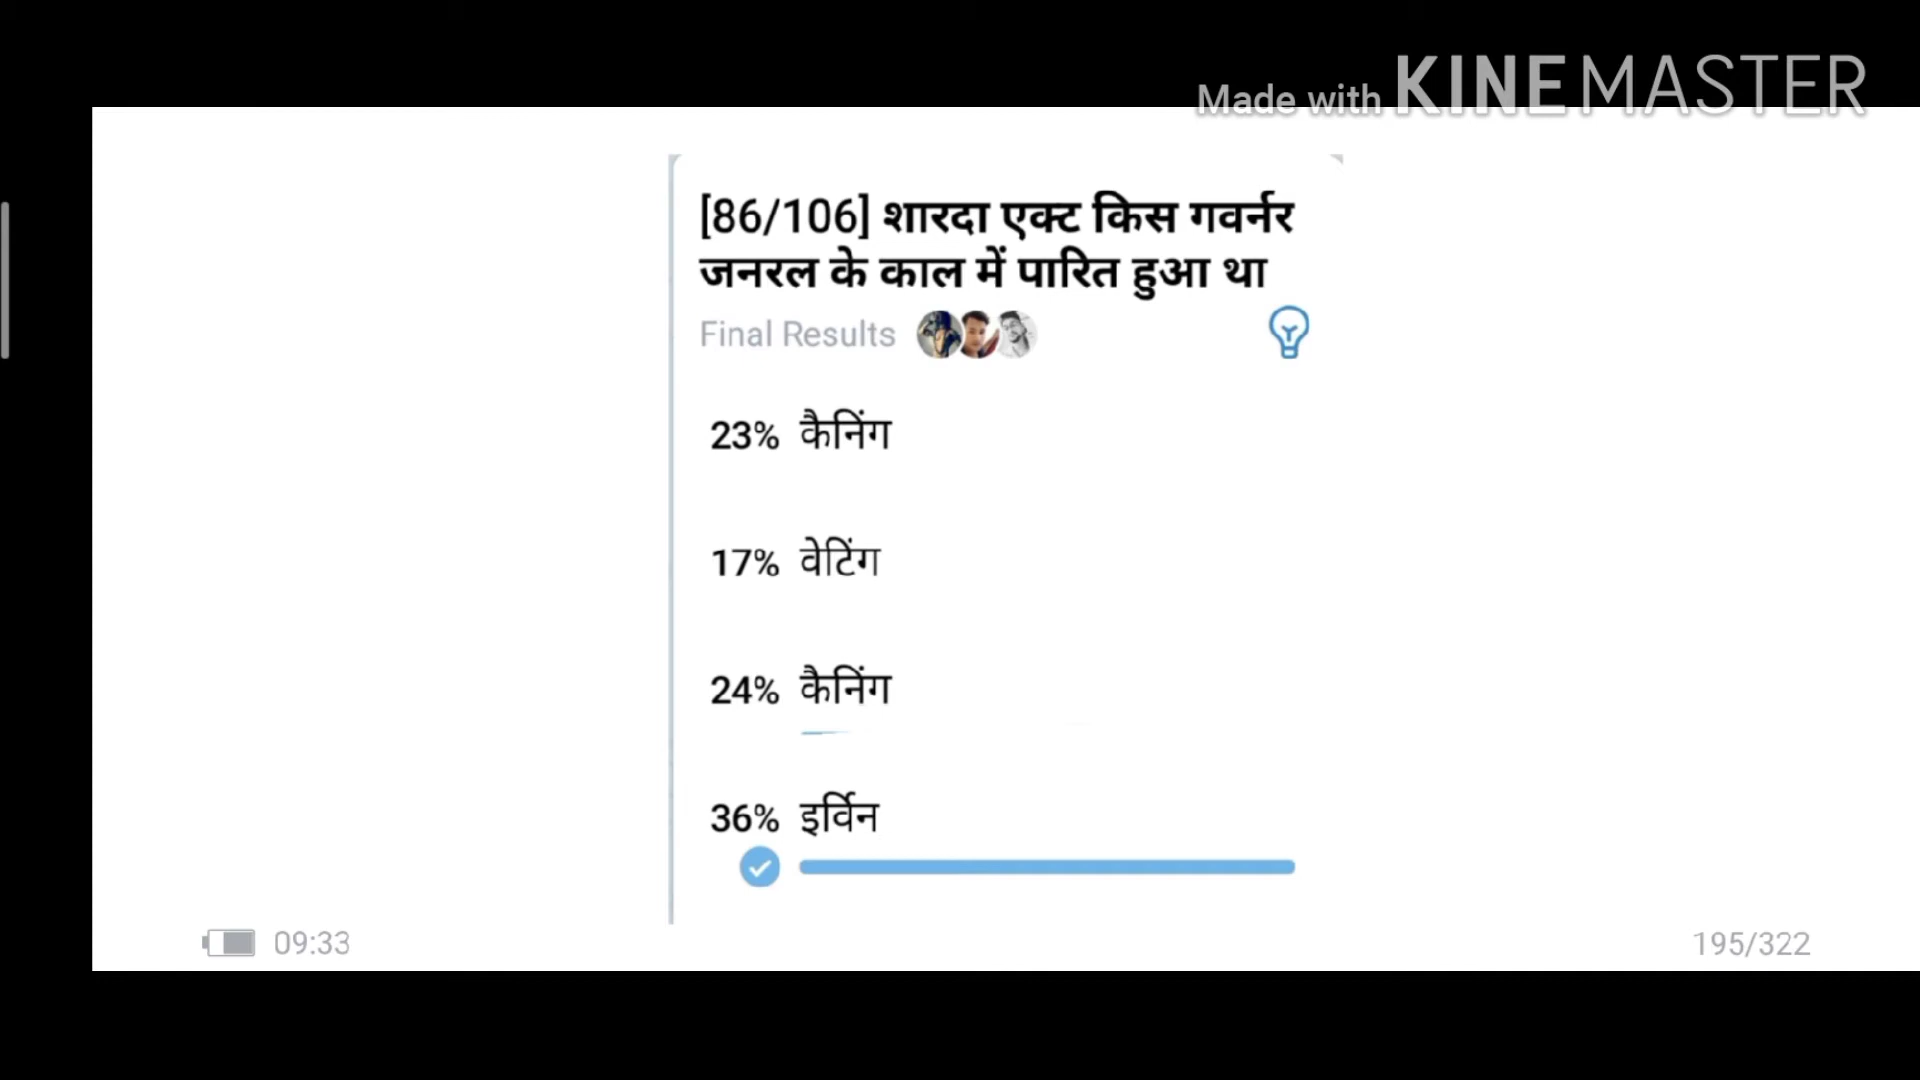 Made with KINEMASTER
[86/106] शारदा एक्ट किस गवर्नर
जनरल के काल में पारित हुआ था
Final Results
23% कैनिंग
17% वेटिंग
24% कैनिंग
36% इर्विन
09:33
195/322